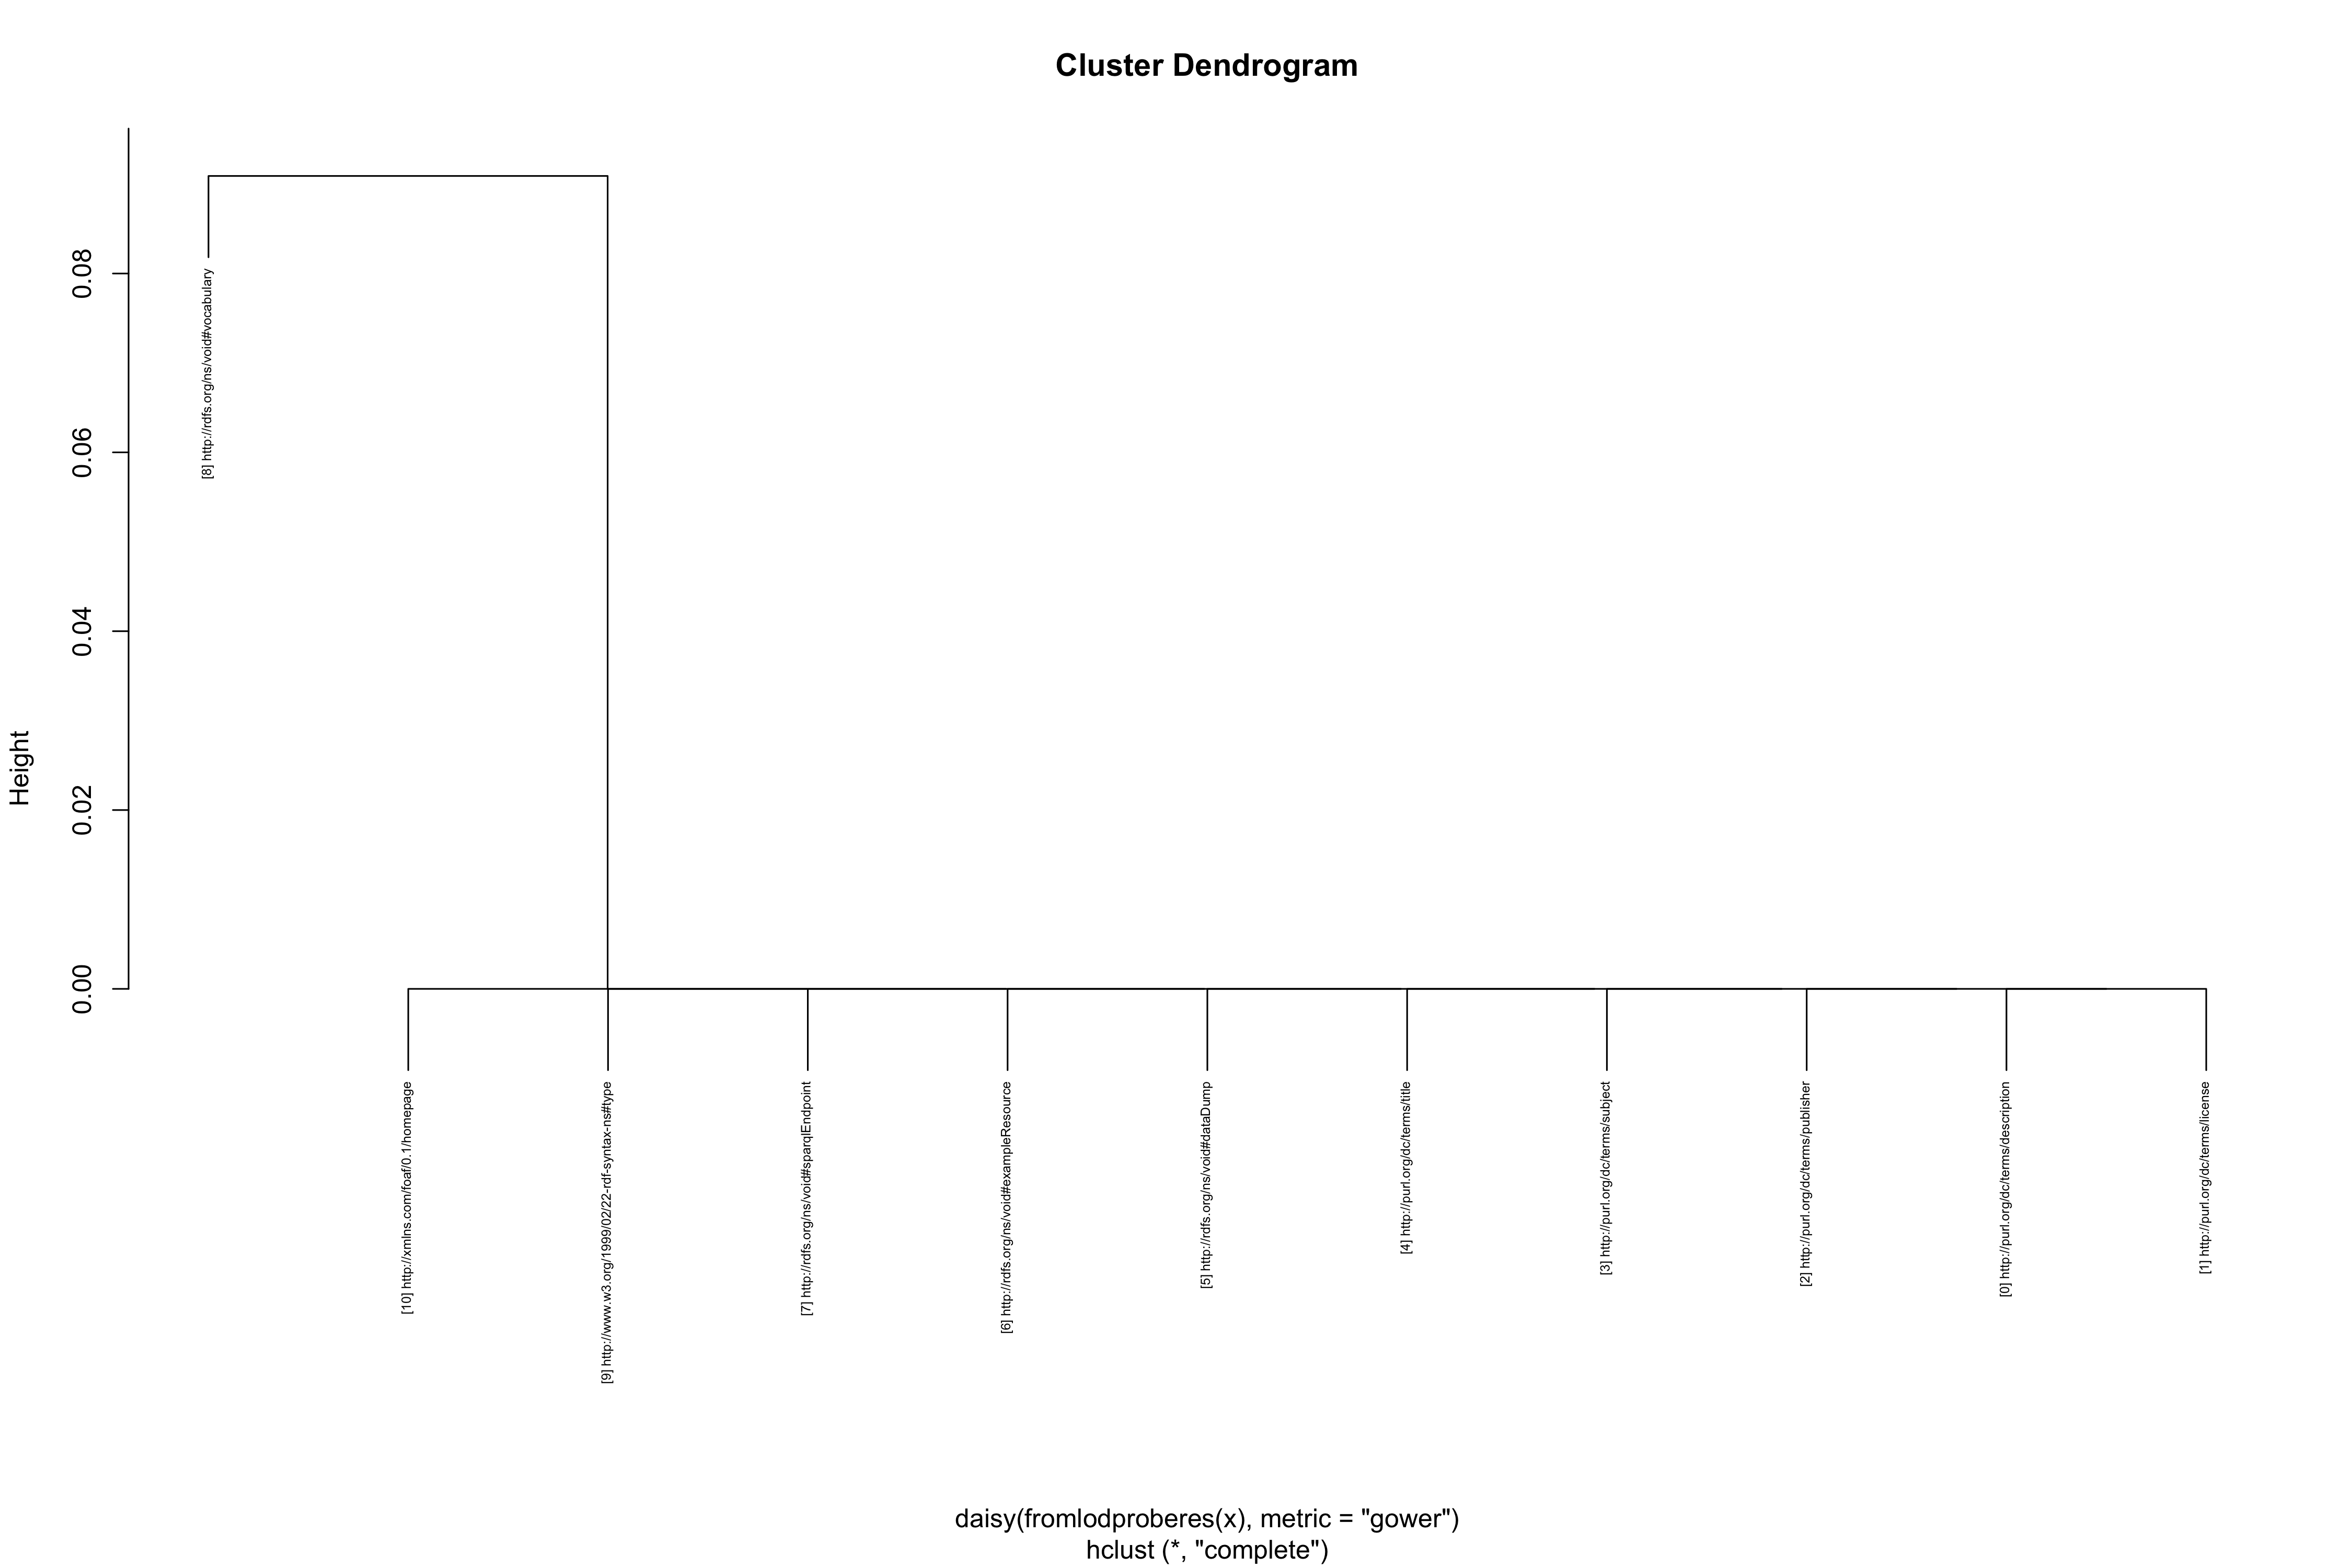 Cluster Dendrogram
Height
0.00
0.02
0.04
0.06
0.08
[8] http://rdfs.org/ns/void#vocabulary
[10] http://xmlns.com/foaf/0.1/homepage
[9] http://www.w3.org/1999/02/22-rdf-syntax-ns#type
[7] http://rdfs.org/ns/void#sparqlEndpoint
[6] http://rdfs.org/ns/void#exampleResource
[5] http://rdfs.org/ns/void#dataDump
[4] http://purl.org/dc/terms/title
[3] http://purl.org/dc/terms/subject
[2] http://purl.org/dc/terms/publisher
[0] http://purl.org/dc/terms/description
[1] http://purl.org/dc/terms/license
daisy(fromlodproberes(x), metric = "gower")
hclust (*, "complete")